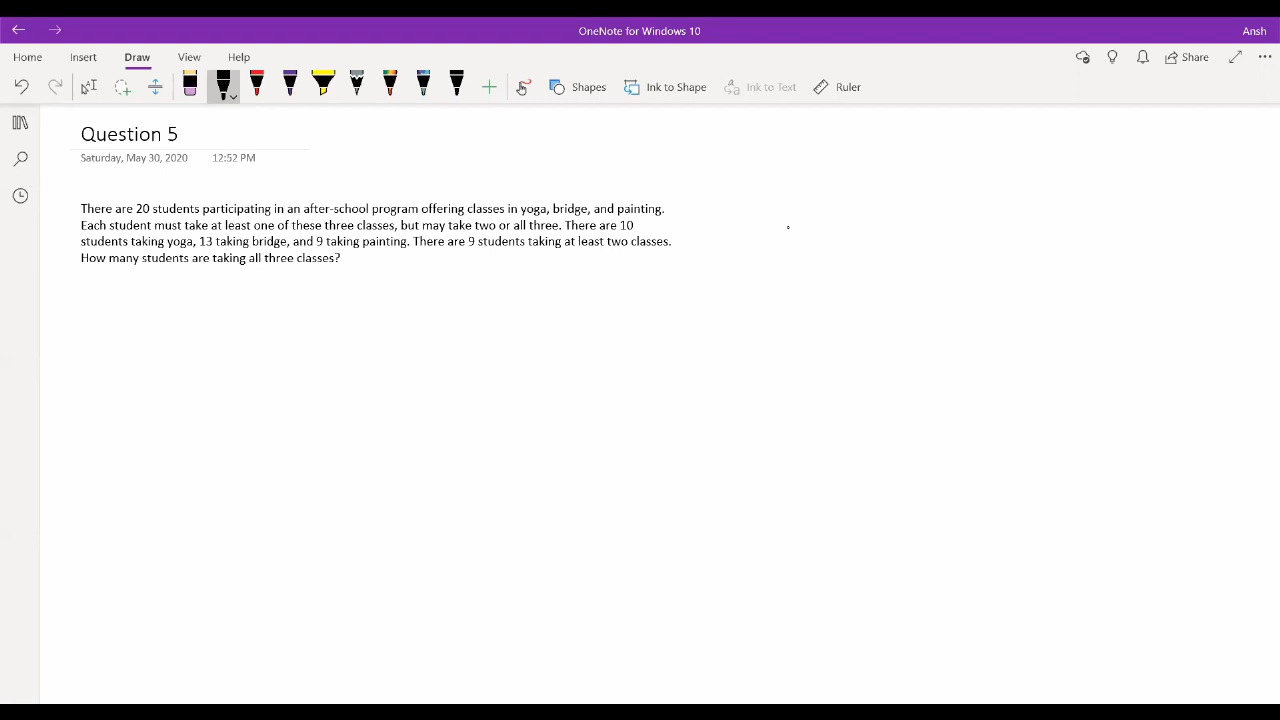 OneNote for Windows 10
Ansh
Home Insert Draw View Help
Share
Shapes Ink to Shape Ink to Text Ruler
Question 5
Saturday, May 30, 2020 12:52 PM
There are 20 students participating in an after-school program offering classes in yoga, bridge, and painting.
Each student must take at least one of these three classes, but may take two or all three. There are 10
students taking yoga, 13 taking bridge, and 9 taking painting. There are 9 students taking at least two classes.
How many students are taking all three classes?